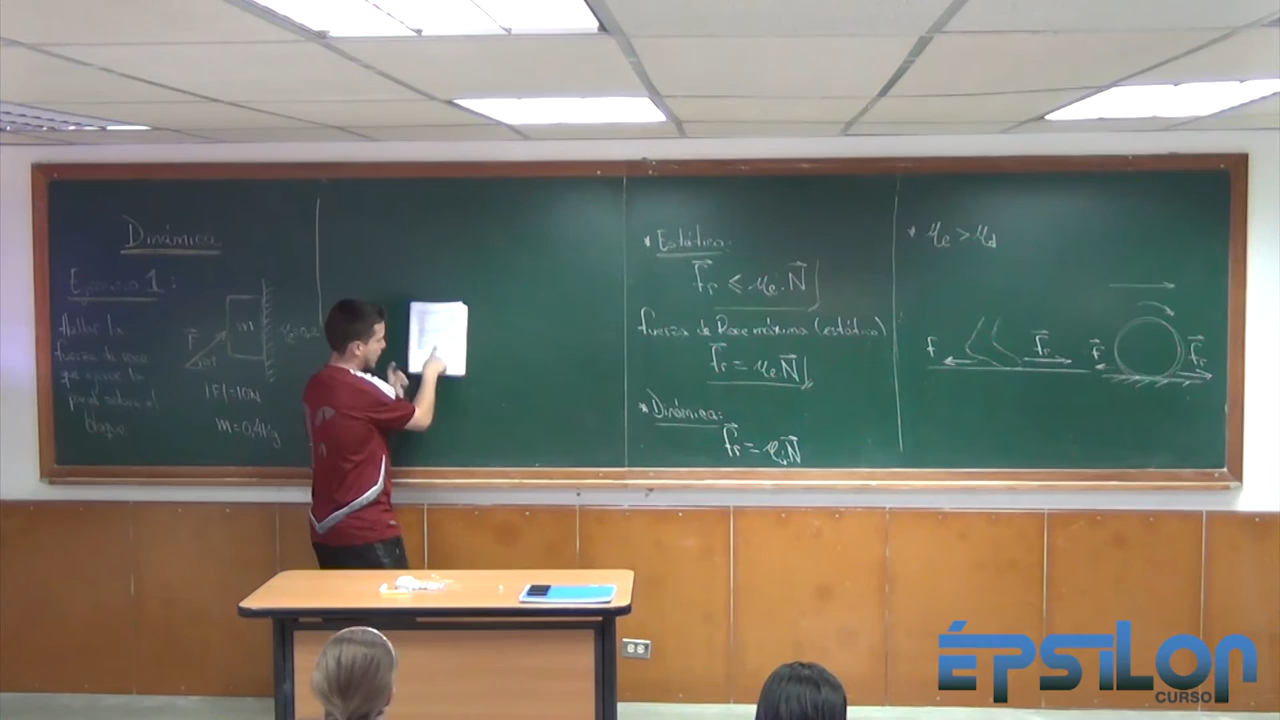 Dinámica
Ejercicio 1:
Hallar la
fuerza de roce
que ejerce la
pared sobre el
bloque
m
F
|F|=10N
m=0,4kg
* Estática:
fr ≤ μe·N
fuerza de Roce máxima (estática)
fr = μe N
* Dinámica:
fr = N
* μe > μd
f
fr
f
fr
ÉPSILON
CURSO